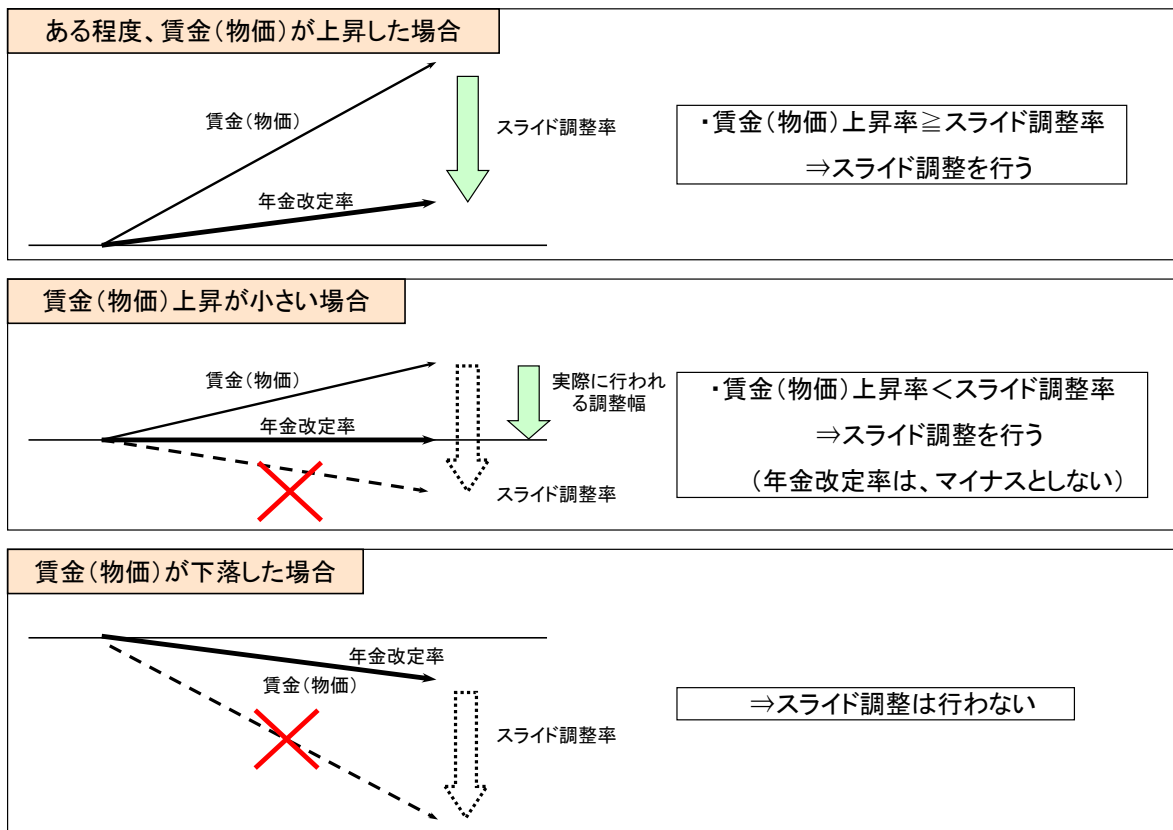 ある程度、賃金(物価)が上昇した場合
賃金(物価)
スライド調整率
年金改定率
・賃金(物価)上昇率≧スライド調整率
⇒スライド調整を行う
賃金(物価)上昇が小さい場合
賃金(物価)
年金改定率
スライド調整率
実際に行われ
る調整幅
・賃金(物価)上昇率＜スライド調整率
⇒スライド調整を行う
(年金改定率は、マイナスとしない)
賃金(物価)が下落した場合
年金改定率
賃金(物価)
スライド調整率
⇒スライド調整は行わない